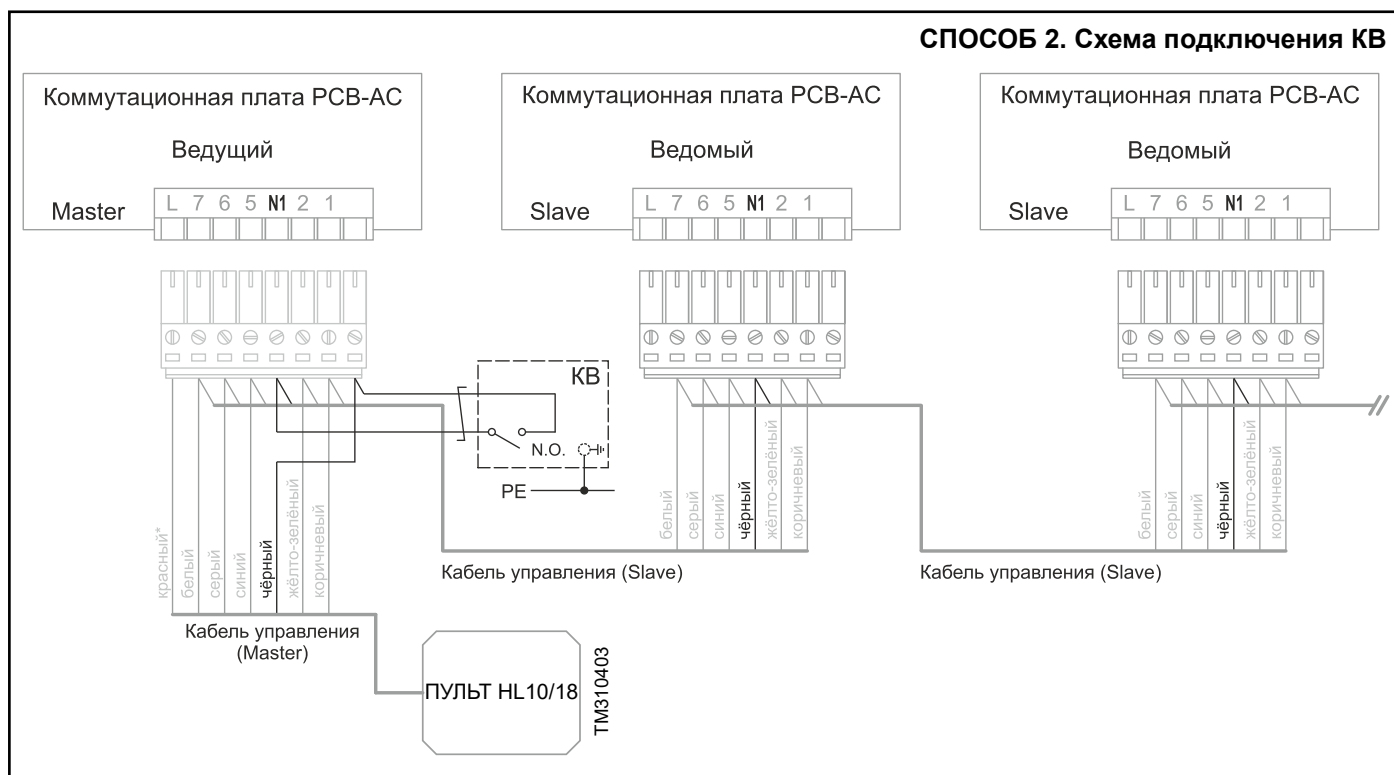 СПОСОБ 2. Схема подключения КВ
Коммутационная плата PCB-AC
Ведущий
Master
L 7 6 5 N1 2 1
Коммутационная плата PCB-AC
Ведомый
Slave
L 7 6 5 N1 2 1
Коммутационная плата PCB-AC
Ведомый
Slave
L 7 6 5 N1 2 1
КВ
N.O.
PE
красный*
белый
серый
синий
чёрный
жёлто-зелёный
коричневый
белый
серый
синий
чёрный
жёлто-зелёный
коричневый
белый
серый
синий
чёрный
жёлто-зелёный
коричневый
Кабель управления (Slave)
Кабель управления (Slave)
Кабель управления
(Master)
ПУЛЬТ HL10/18
TM310403